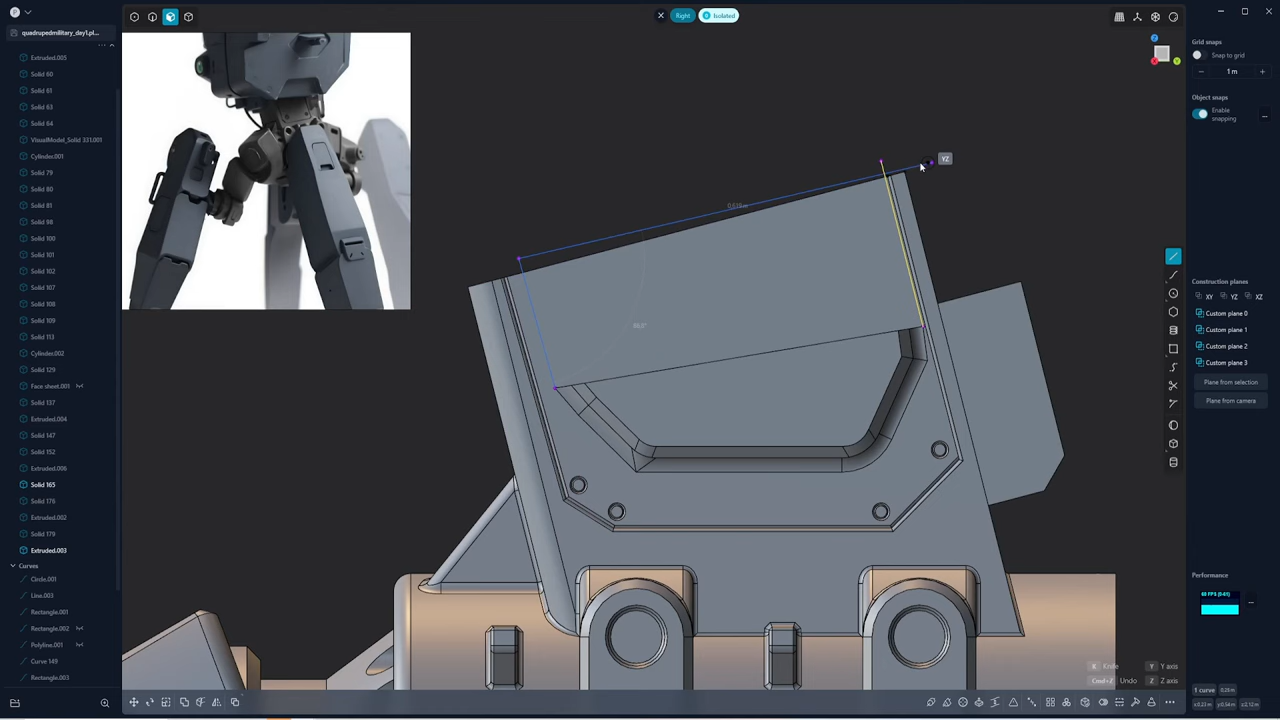 quadrupedmilitary_day1.pl...
Right
Isolated
Extruded.005
Solid 60
Solid 61
Solid 63
Solid 64
VisualModel_Solid 331.001
Cylinder.001
Solid 79
Solid 80
Solid 81
Solid 98
Solid 100
Solid 101
Solid 102
Solid 107
Solid 108
Solid 109
Solid 113
Cylinder.002
Solid 129
Face sheet.001
Solid 137
Extruded.004
Solid 147
Solid 152
Extruded.006
Solid 165
Solid 176
Extruded.002
Solid 179
Extruded.003
Curves
Circle.001
Line.003
Rectangle.001
Rectangle.002
Polyline.001
Curve 149
Rectangle.003
YZ
Z
X
Y
Knife
Y
Y axis
Cmd+Z
Undo
Z
Z axis
Grid snaps
Snap to grid
1 m
Object snaps
Enable
snapping
...
Construction planes
XY
YZ
XZ
Custom plane 0
Custom plane 1
Custom plane 2
Custom plane 3
Plane from selection
Plane from camera
Performance
1 curve